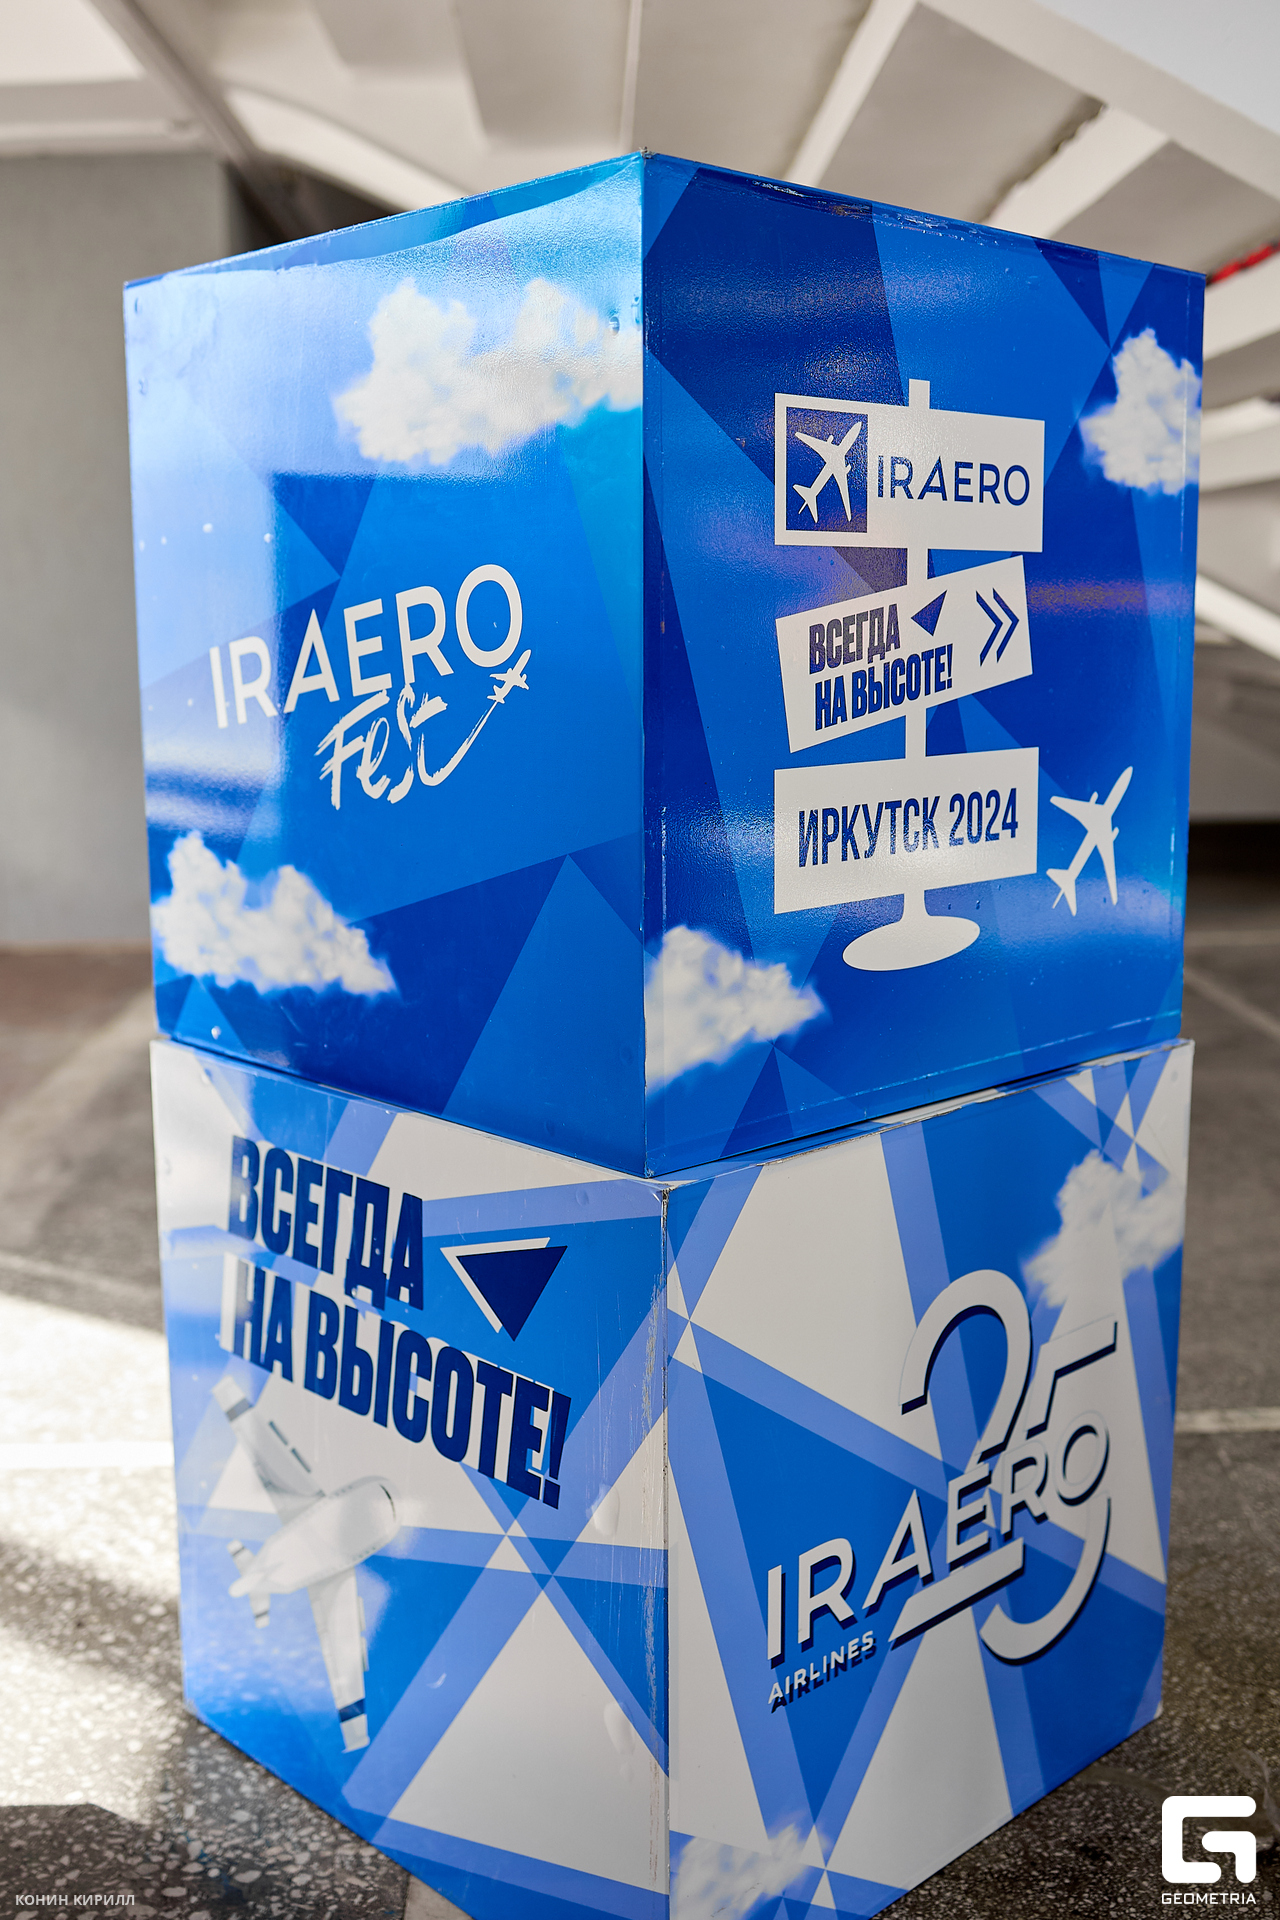 IRAERO
Fest
IRAERO
ВСЕГДА
НА ВЫСОТЕ!
ИРКУТСК 2024
ВСЕГДА
НА ВЫСОТЕ!
25
IRAERO
AIRLINES
КОНИН КИРИЛЛ
GEOMETRIA